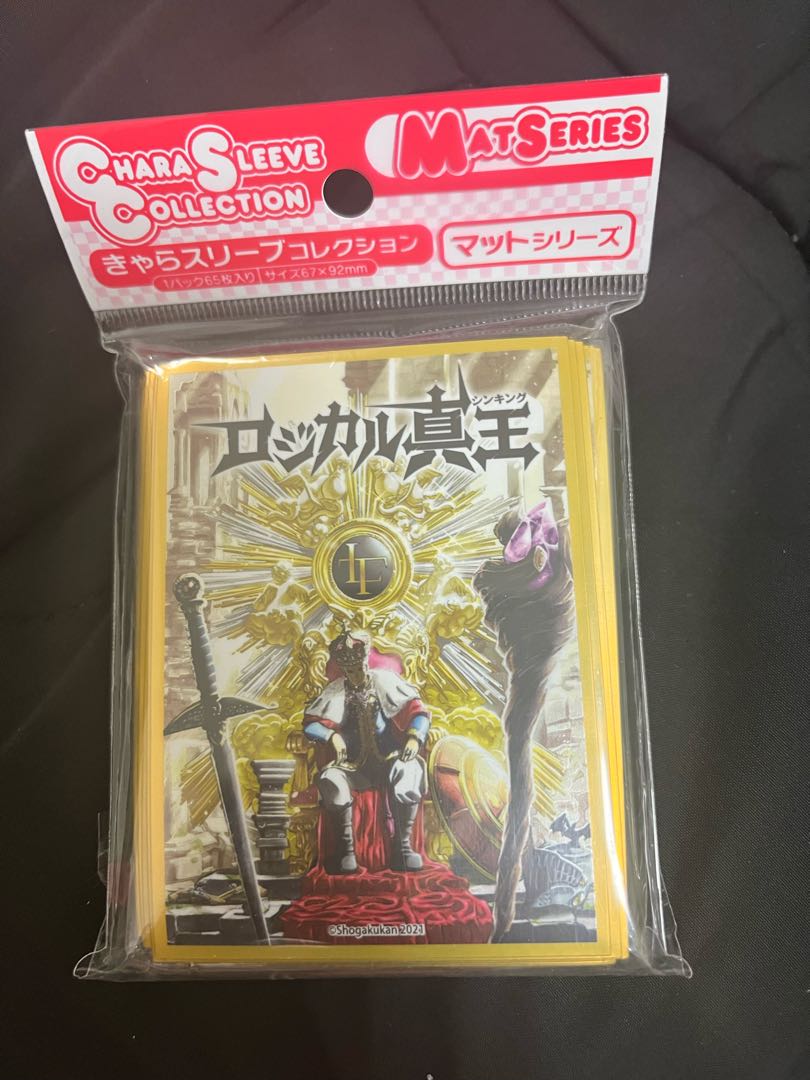 CHARA SLEEVE
COLLECTION
MAT SERIES
きゃらスリーブコレクション
マットシリーズ
1パック65枚入り サイズ67×92mm
シンキング
ロジカル真王
LF
©Shogakukan 2021